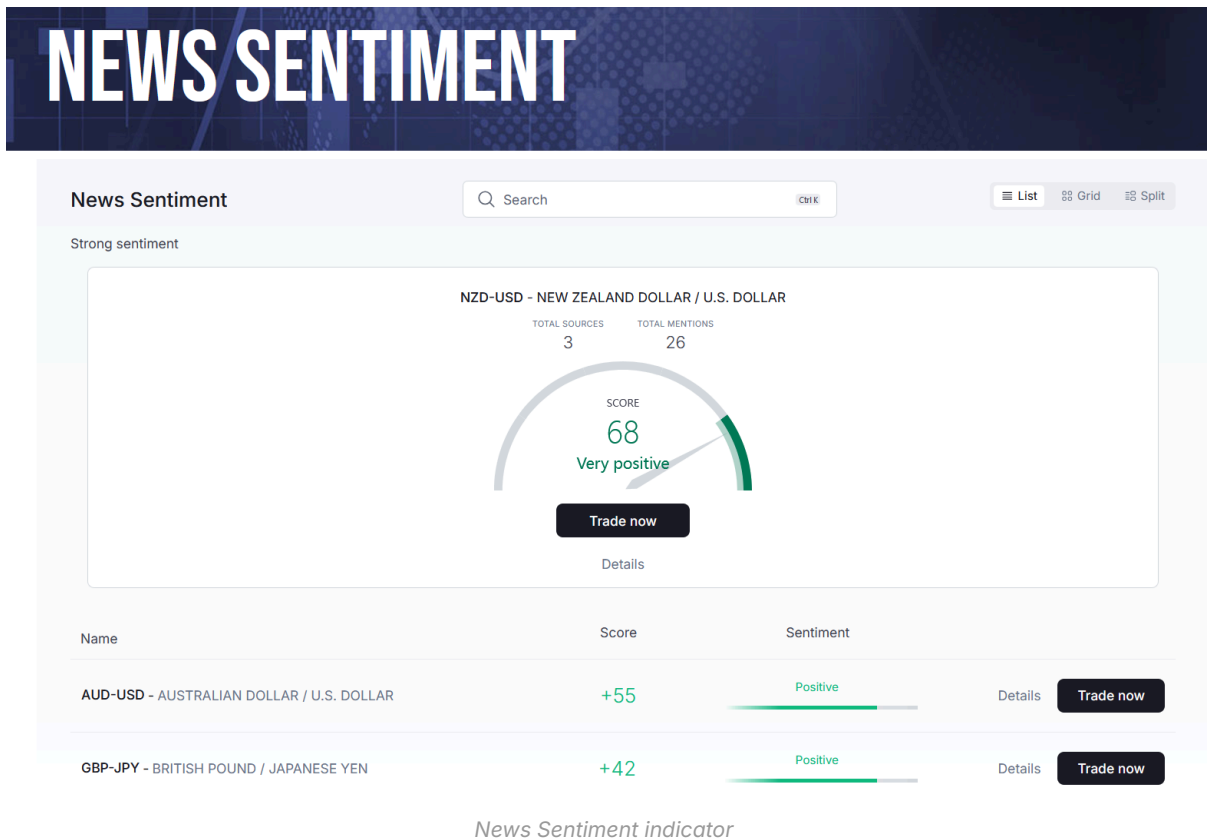 NEWS SENTIMENT
News Sentiment
Search
Ctrl K
List
Grid
Split
Strong sentiment
NZD-USD - NEW ZEALAND DOLLAR / U.S. DOLLAR
TOTAL SOURCES
TOTAL MENTIONS
3
26
SCORE
68
Very positive
Trade now
Details
Name
Score
Sentiment
AUD-USD - AUSTRALIAN DOLLAR / U.S. DOLLAR
+55
Positive
Details
Trade now
GBP-JPY - BRITISH POUND / JAPANESE YEN
+42
Positive
Details
Trade now
News Sentiment indicator